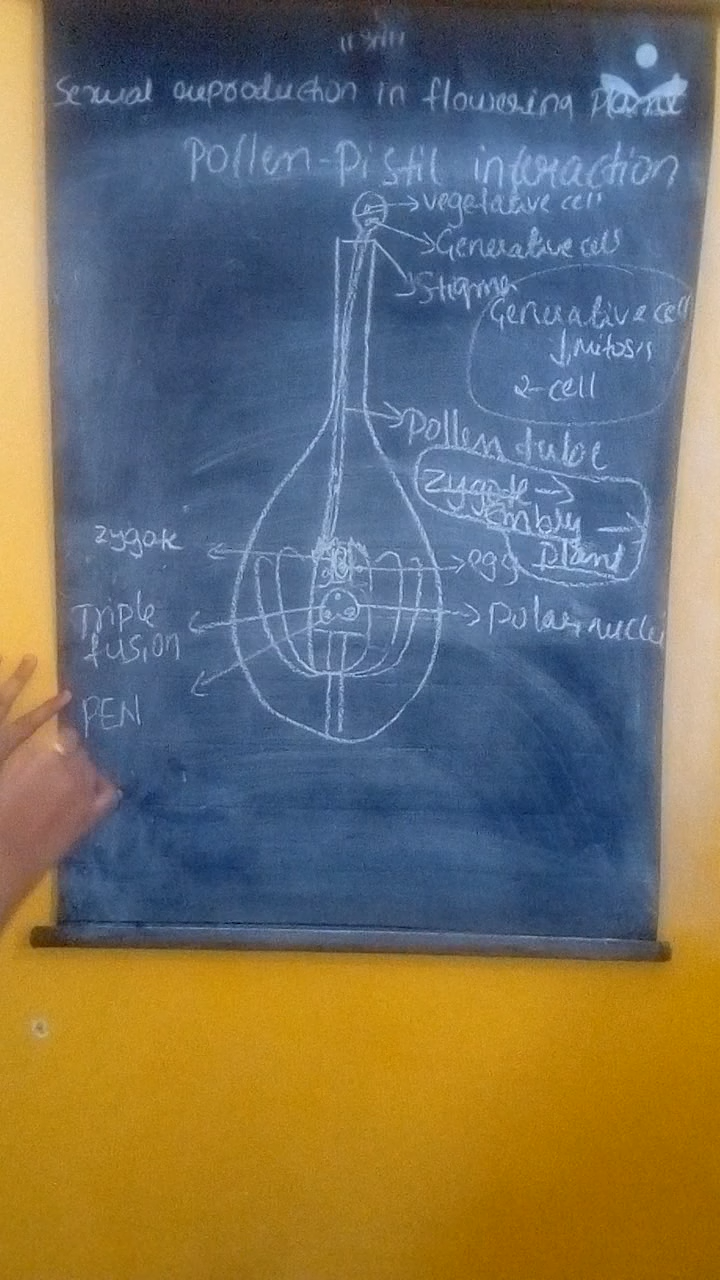 Sexual reproduction in flowering plant
Pollen-Pistil interaction
vegetative cell
Generative cell
Stigma
Generative cell
↓ Mitosis
2-cell
Pollen tube
zygote →
embry →
plant
zygote
egg
Triple
fusion
polar nuclei
PEN